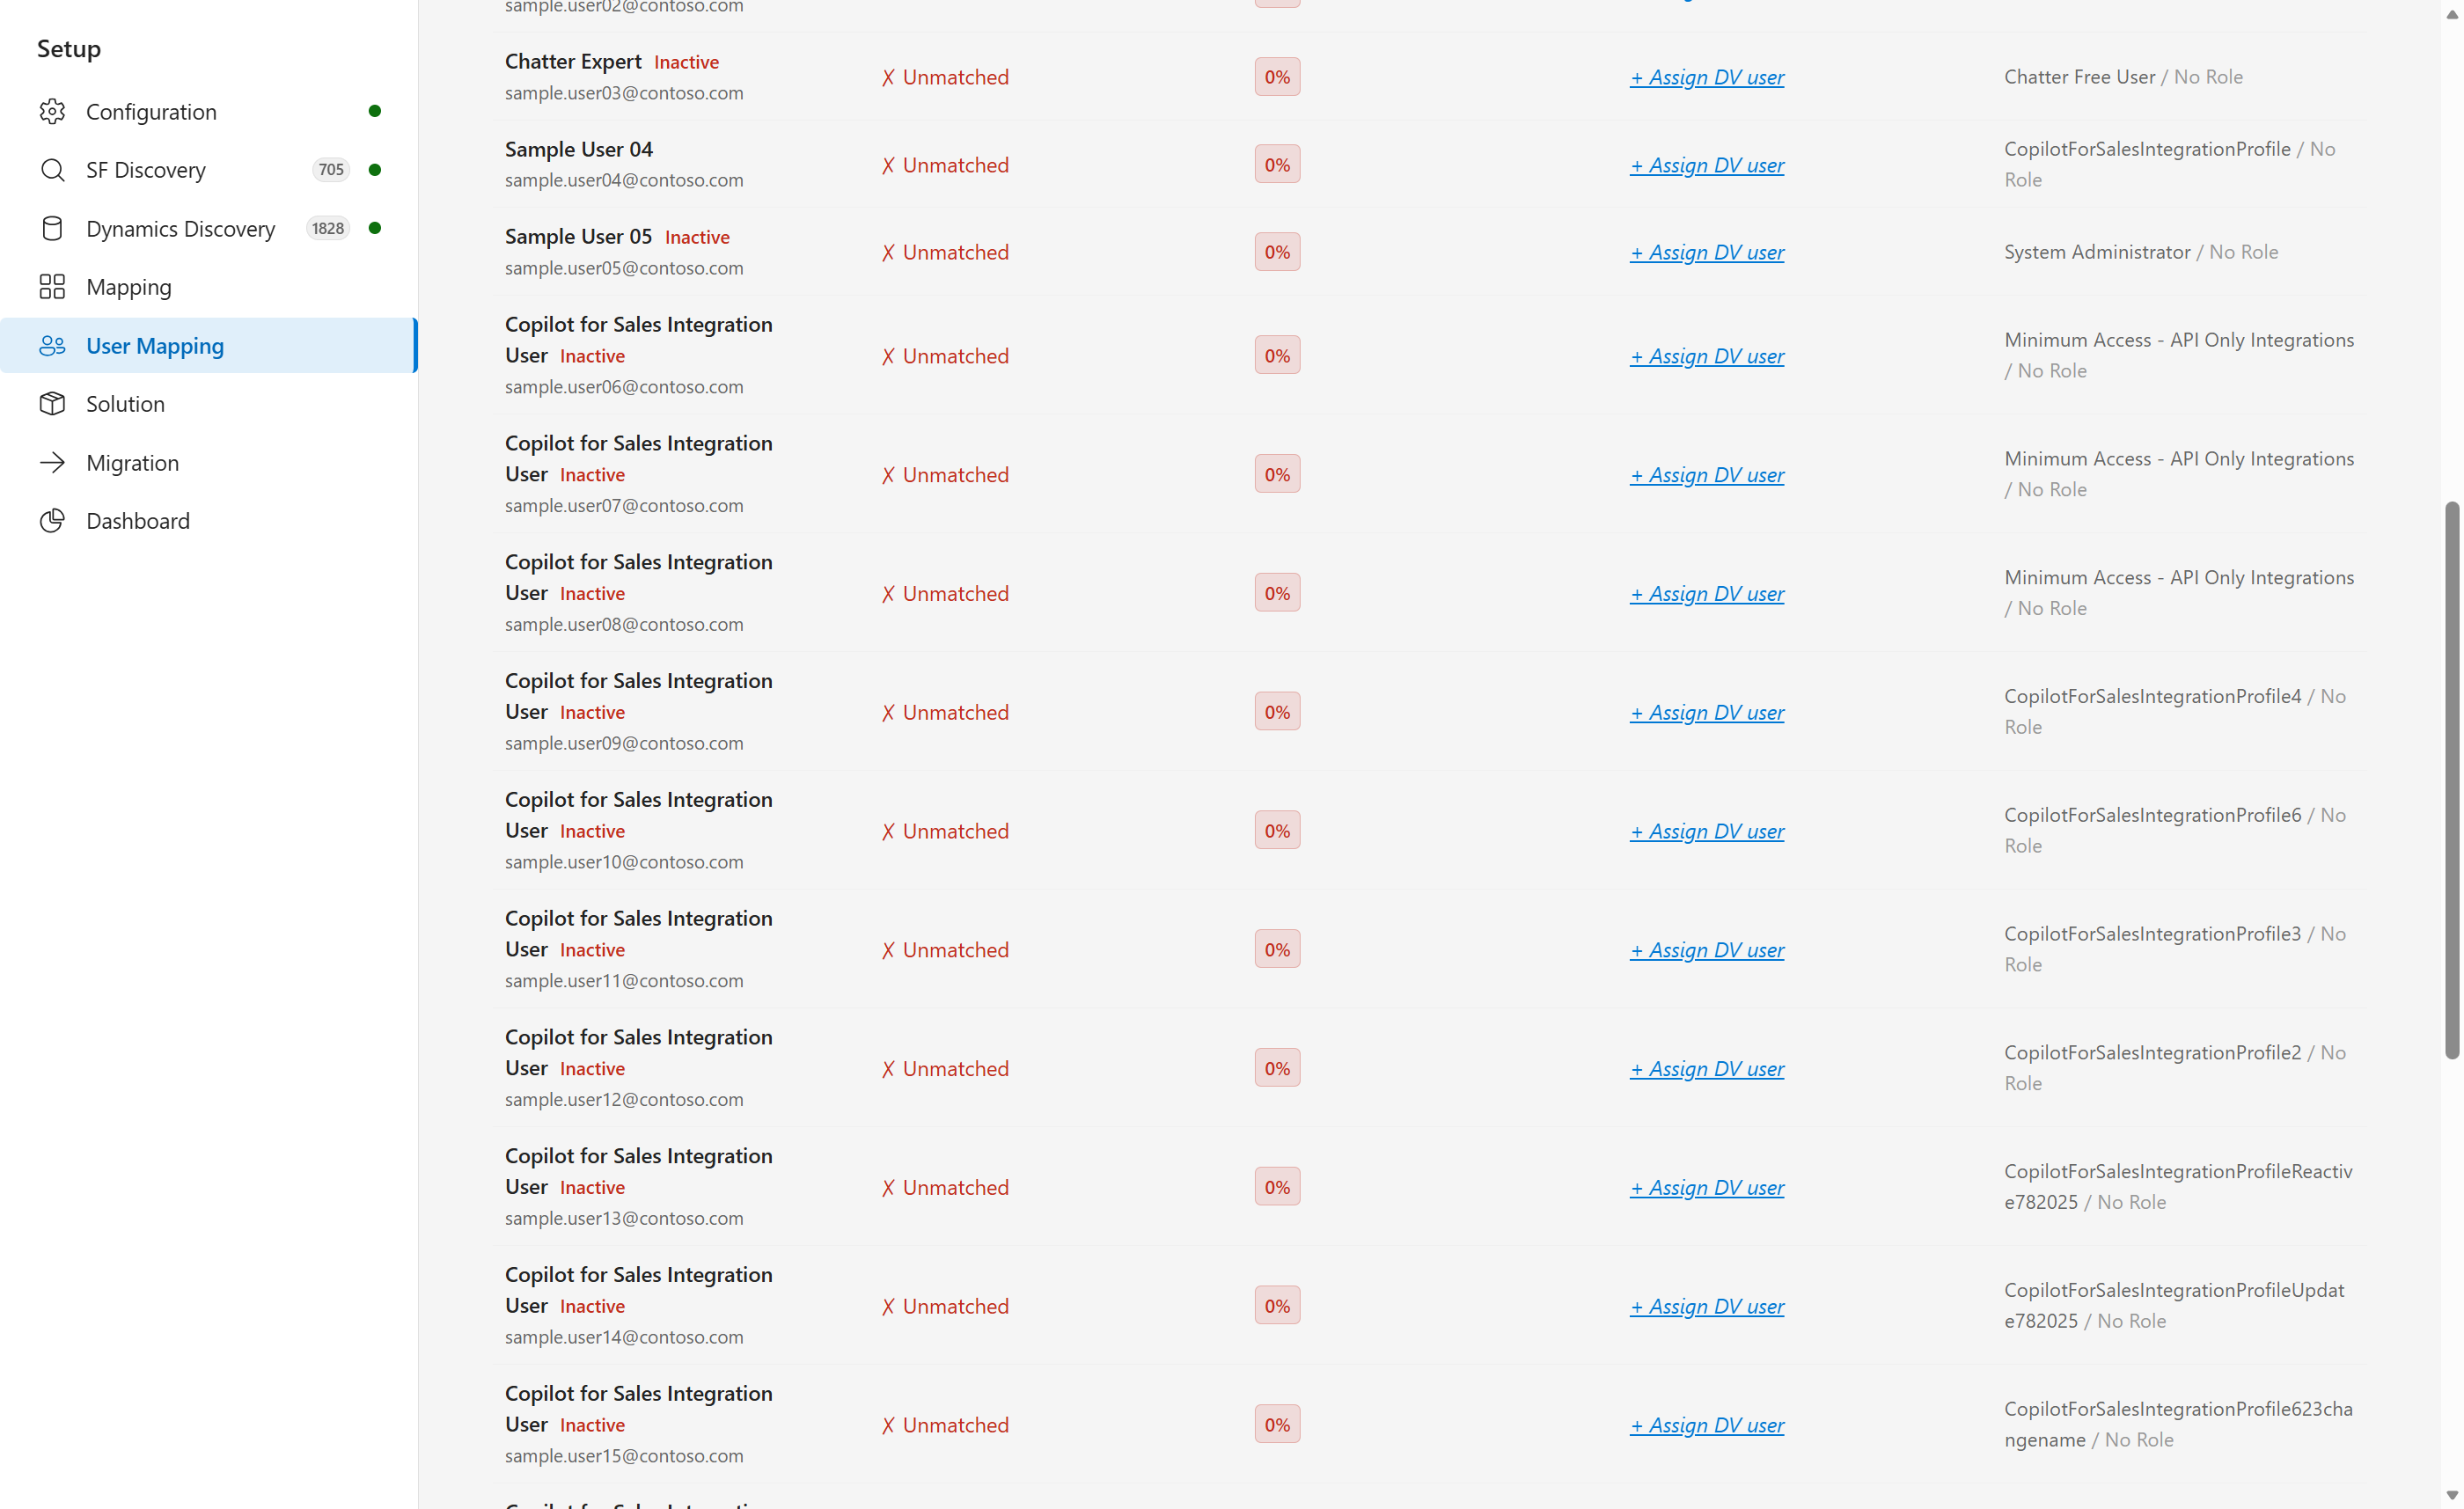 Setup
Configuration
SF Discovery 705
Dynamics Discovery 1828
Mapping
User Mapping
Solution
Migration
Dashboard
sample.user02@contoso.com
Chatter Expert Inactive
sample.user03@contoso.com
✗ Unmatched
0%
+ Assign DV user
Chatter Free User / No Role
Sample User 04
sample.user04@contoso.com
✗ Unmatched
0%
+ Assign DV user
CopilotForSalesIntegrationProfile / No
Role
Sample User 05 Inactive
sample.user05@contoso.com
✗ Unmatched
0%
+ Assign DV user
System Administrator / No Role
Copilot for Sales Integration
User Inactive
sample.user06@contoso.com
✗ Unmatched
0%
+ Assign DV user
Minimum Access - API Only Integrations
/ No Role
Copilot for Sales Integration
User Inactive
sample.user07@contoso.com
✗ Unmatched
0%
+ Assign DV user
Minimum Access - API Only Integrations
/ No Role
Copilot for Sales Integration
User Inactive
sample.user08@contoso.com
✗ Unmatched
0%
+ Assign DV user
Minimum Access - API Only Integrations
/ No Role
Copilot for Sales Integration
User Inactive
sample.user09@contoso.com
✗ Unmatched
0%
+ Assign DV user
CopilotForSalesIntegrationProfile4 / No
Role
Copilot for Sales Integration
User Inactive
sample.user10@contoso.com
✗ Unmatched
0%
+ Assign DV user
CopilotForSalesIntegrationProfile6 / No
Role
Copilot for Sales Integration
User Inactive
sample.user11@contoso.com
✗ Unmatched
0%
+ Assign DV user
CopilotForSalesIntegrationProfile3 / No
Role
Copilot for Sales Integration
User Inactive
sample.user12@contoso.com
✗ Unmatched
0%
+ Assign DV user
CopilotForSalesIntegrationProfile2 / No
Role
Copilot for Sales Integration
User Inactive
sample.user13@contoso.com
✗ Unmatched
0%
+ Assign DV user
CopilotForSalesIntegrationProfileReactiv
e782025 / No Role
Copilot for Sales Integration
User Inactive
sample.user14@contoso.com
✗ Unmatched
0%
+ Assign DV user
CopilotForSalesIntegrationProfileUpdat
e782025 / No Role
Copilot for Sales Integration
User Inactive
sample.user15@contoso.com
✗ Unmatched
0%
+ Assign DV user
CopilotForSalesIntegrationProfile623cha
ngename / No Role
Copilot for Sales Integration